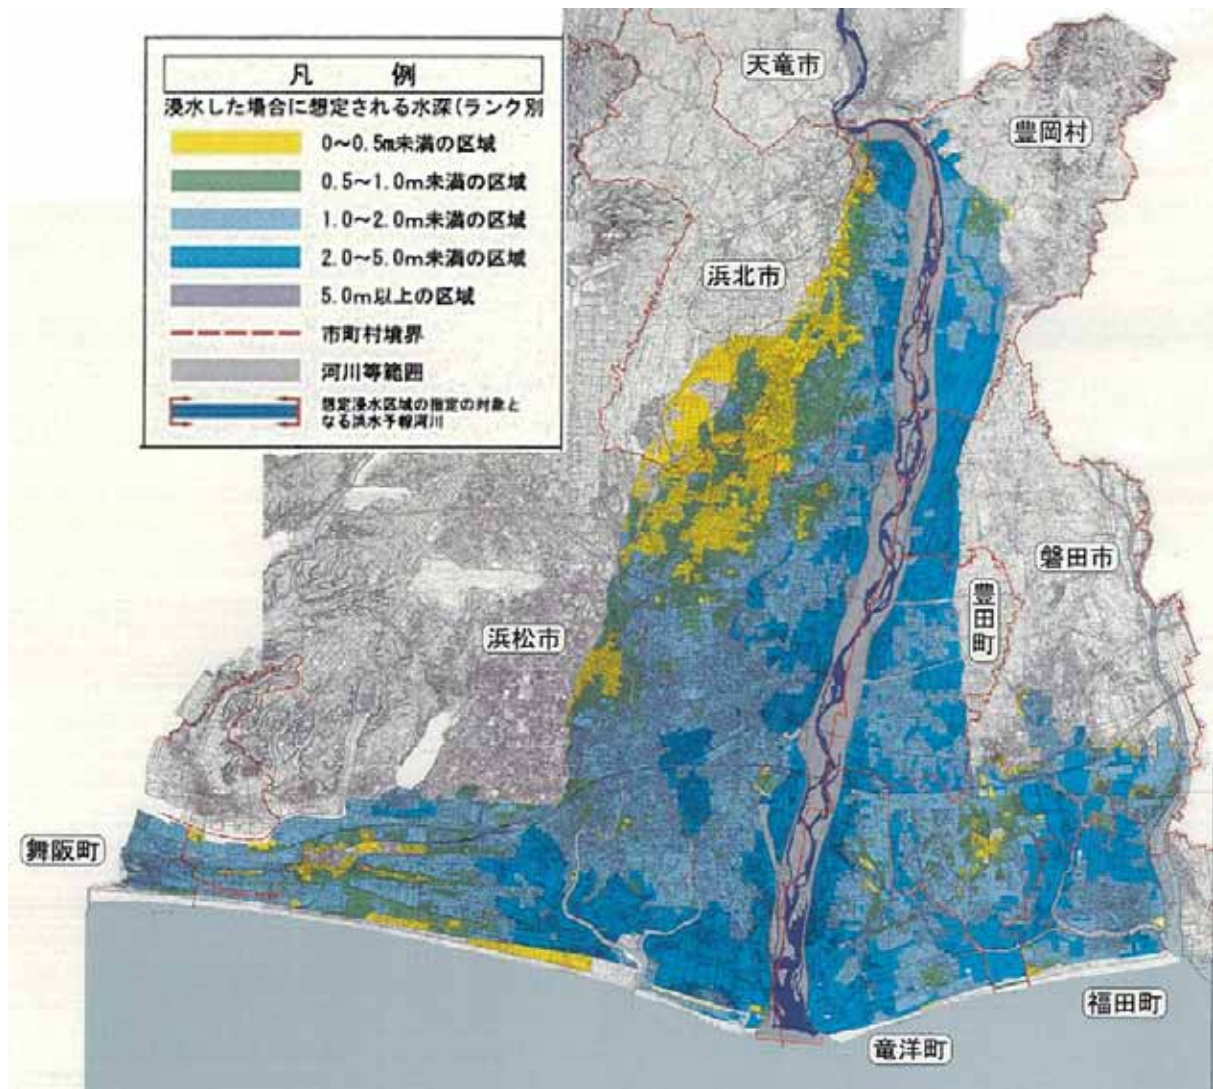 凡 例
浸水した場合に想定される水深(ランク別
0～0.5m未満の区域
0.5～1.0m未満の区域
1.0～2.0m未満の区域
2.0～5.0m未満の区域
5.0m以上の区域
市町村境界
河川等範囲
想定浸水区域の指定の対象と
なる洪水予報河川
天竜市
豊岡村
浜北市
磐田市
豊田町
浜松市
舞阪町
福田町
竜洋町